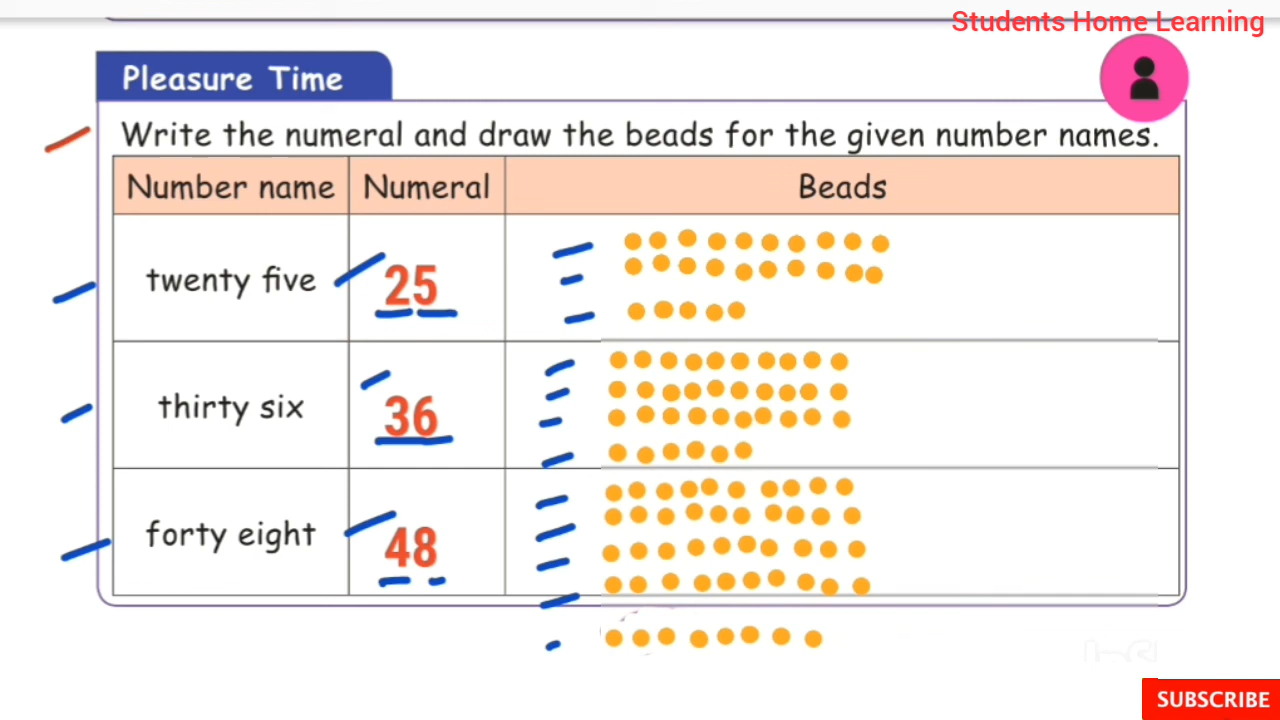 Students Home Learning
Pleasure Time
Write the numeral and draw the beads for the given number names.
Number name Numeral Beads
twenty five 25
thirty six 36
forty eight 48
SUBSCRIBE